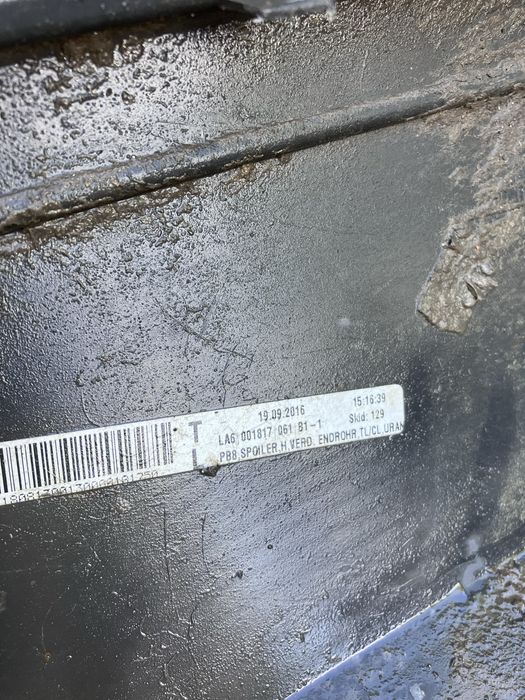 19.09.2016 15:16:39
T LA6 001817 061 B1-1 Skid: 129
PB8 SPOILER.H.VERD. ENDROHR TL/CL.URAN